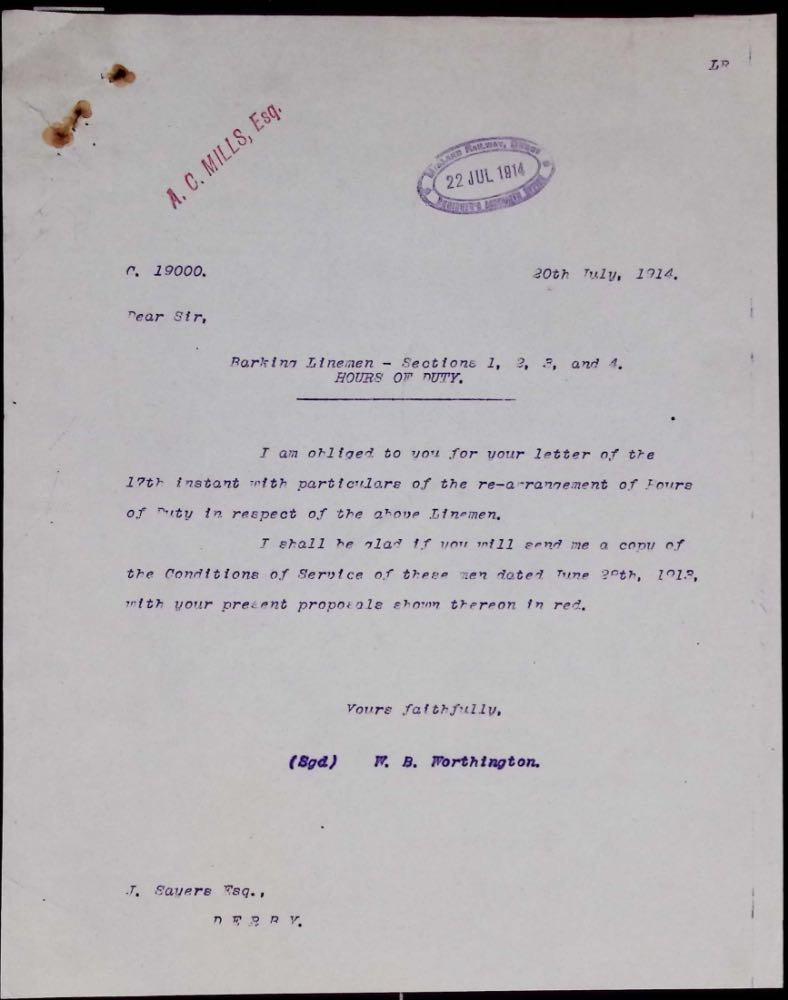 LR
A. C. MILLS, Esq.
MIDLAND RAILWAY, DERBY
22 JUL 1914
C. 19000.
20th July, 1914.
Dear Sir,
Barking Linemen - Sections 1, 2, 3, and 4.
HOURS OF DUTY.
I am obliged to you for your letter of the
17th instant with particulars of the re-arrangement of Hours
of Duty in respect of the above Linemen.
I shall be glad if you will send me a copy of
the Conditions of Service of these men dated June
with your present proposals shown thereon in red.
Yours faithfully,
(Sgd) W. B. Worthington.
J. Sayers Esq.,
DERBY.